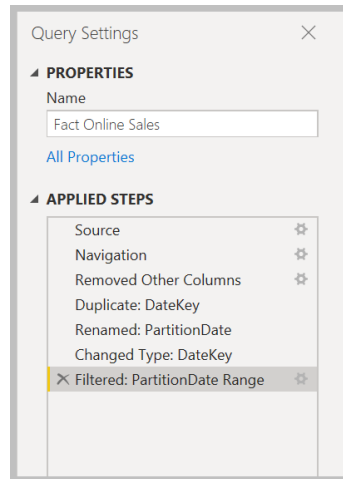 Query Settings
PROPERTIES
Name
Fact Online Sales
All Properties
APPLIED STEPS
Source
Navigation
Removed Other Columns
Duplicate: DateKey
Renamed: PartitionDate
Changed Type: DateKey
Filtered: PartitionDate Range